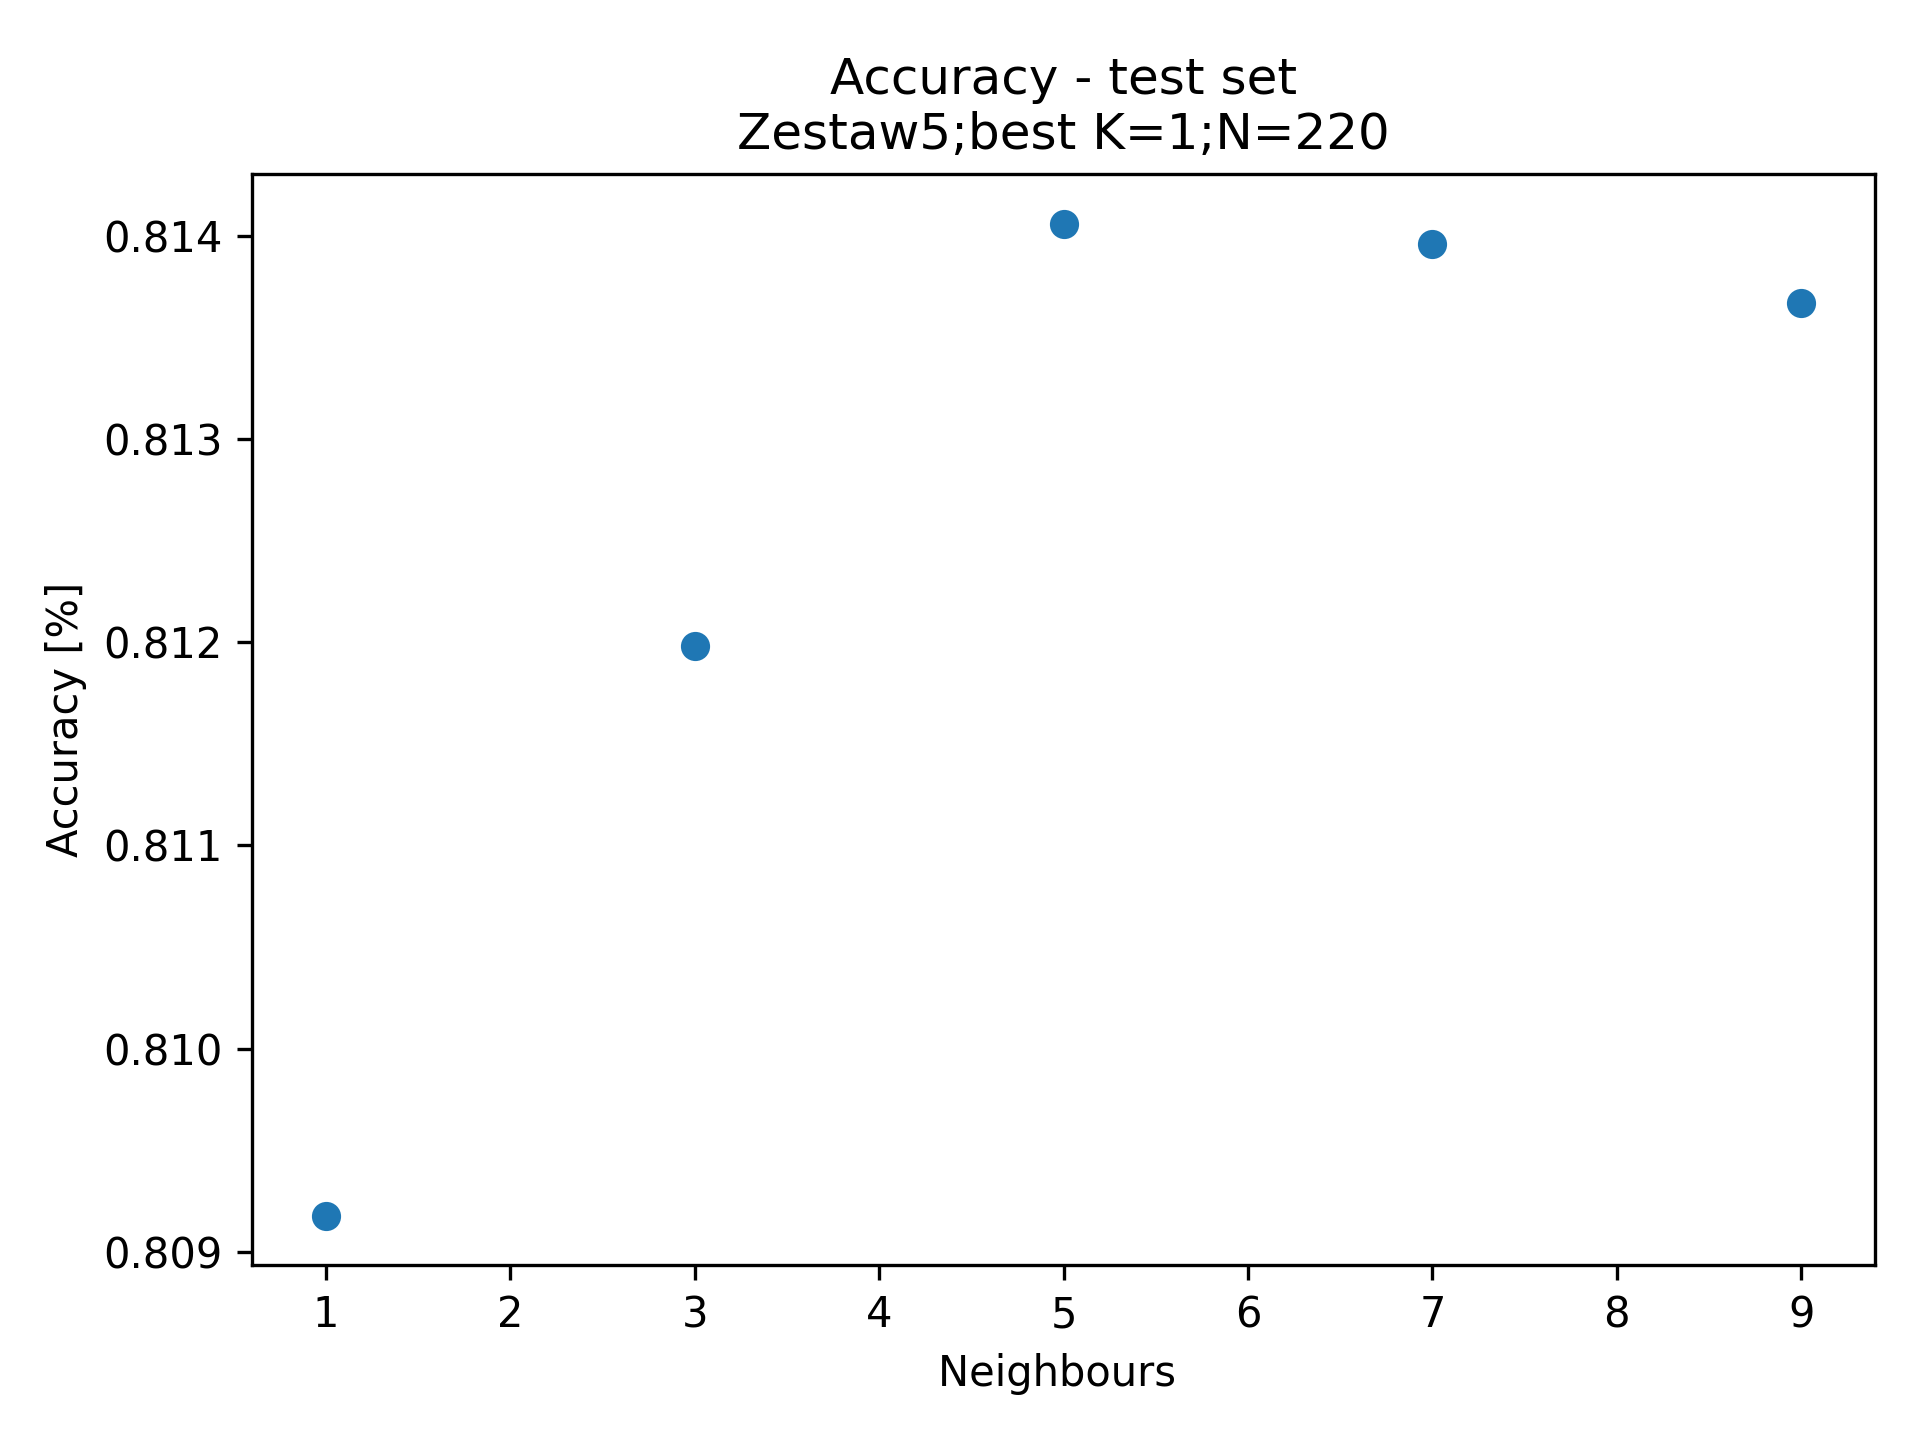 Accuracy - test set
Zestaw5;best K=1;N=220
0.814
0.813
0.812
0.811
0.810
0.809
Accuracy [%]
1 2 3 4 5 6 7 8 9
Neighbours